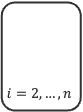 i = 2, ..., n